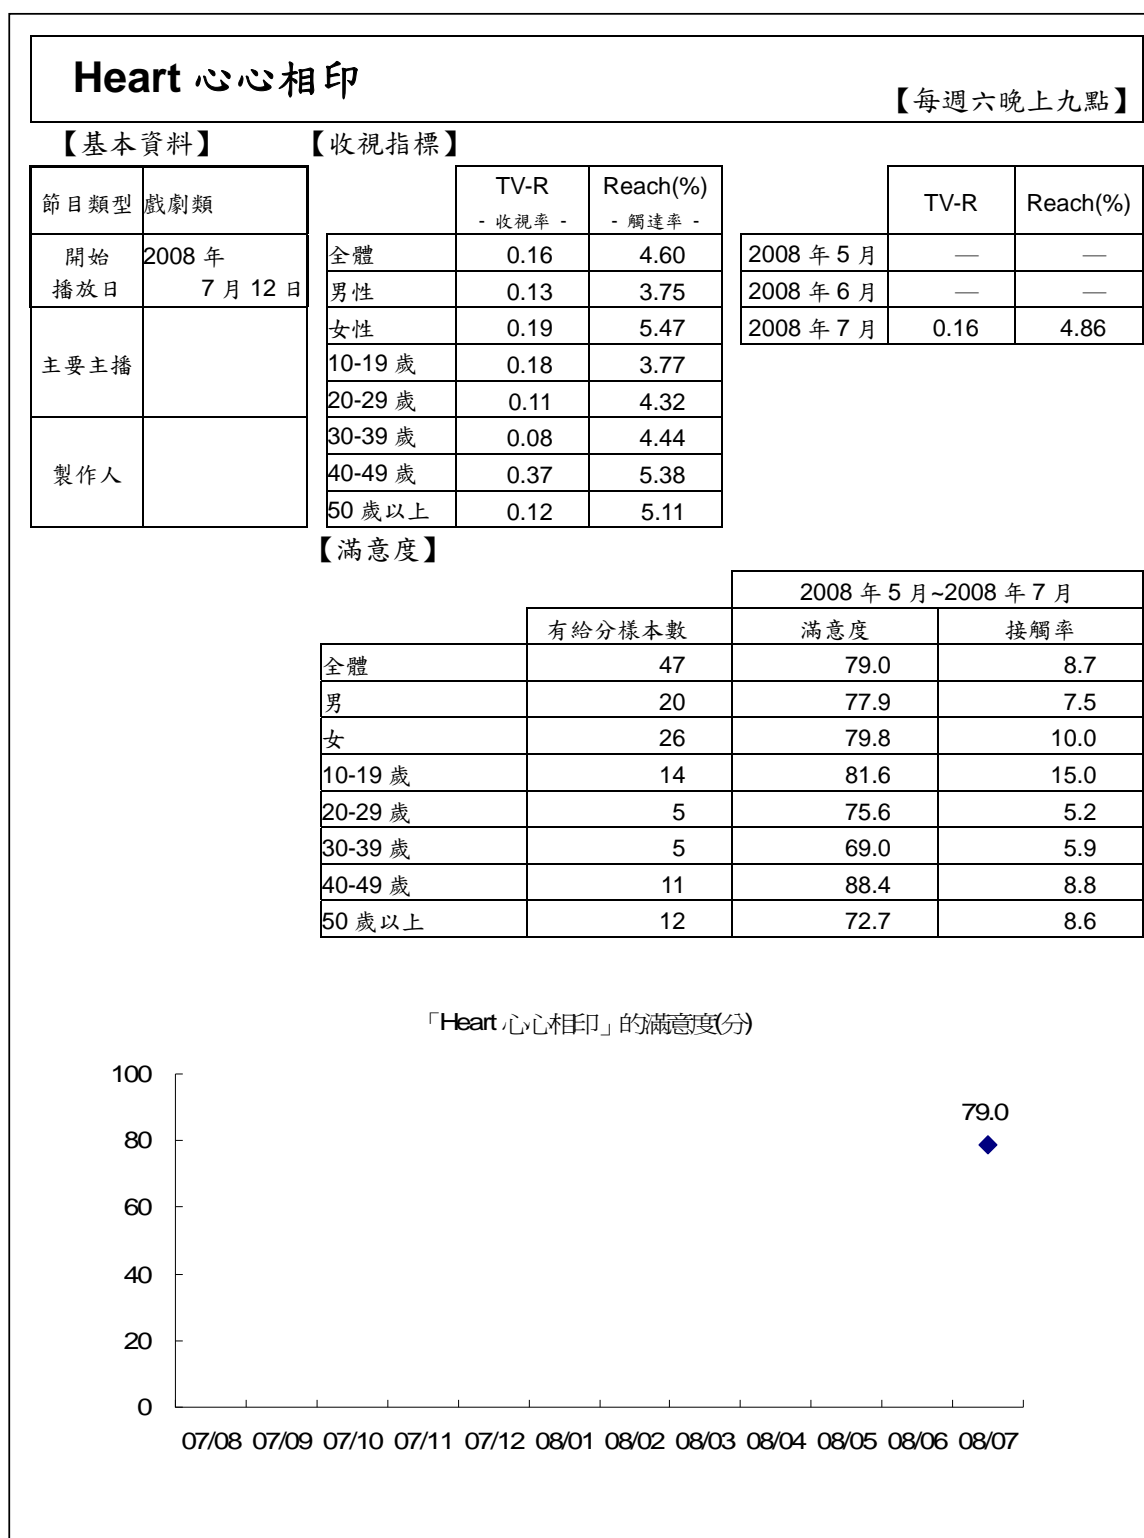 Heart 心心相印
【每週六晚上九點】
【基本資料】 【收視指標】
節目類型 戲劇類
開始播放日 2008 年 7 月 12 日
主要主播
製作人
TV-R Reach(%)
- 收視率 - - 觸達率 -
全體 0.16 4.60
男性 0.13 3.75
女性 0.19 5.47
10-19 歲 0.18 3.77
20-29 歲 0.11 4.32
30-39 歲 0.08 4.44
40-49 歲 0.37 5.38
50 歲以上 0.12 5.11
TV-R Reach(%)
2008 年 5 月 — —
2008 年 6 月 — —
2008 年 7 月 0.16 4.86
【滿意度】
2008 年 5 月~2008 年 7 月
有給分樣本數 滿意度 接觸率
全體 47 79.0 8.7
男 20 77.9 7.5
女 26 79.8 10.0
10-19 歲 14 81.6 15.0
20-29 歲 5 75.6 5.2
30-39 歲 5 69.0 5.9
40-49 歲 11 88.4 8.8
50 歲以上 12 72.7 8.6
「Heart 心心相印」的滿意度(分)
100
79.0
80
60
40
20
0
07/08 07/09 07/10 07/11 07/12 08/01 08/02 08/03 08/04 08/05 08/06 08/07